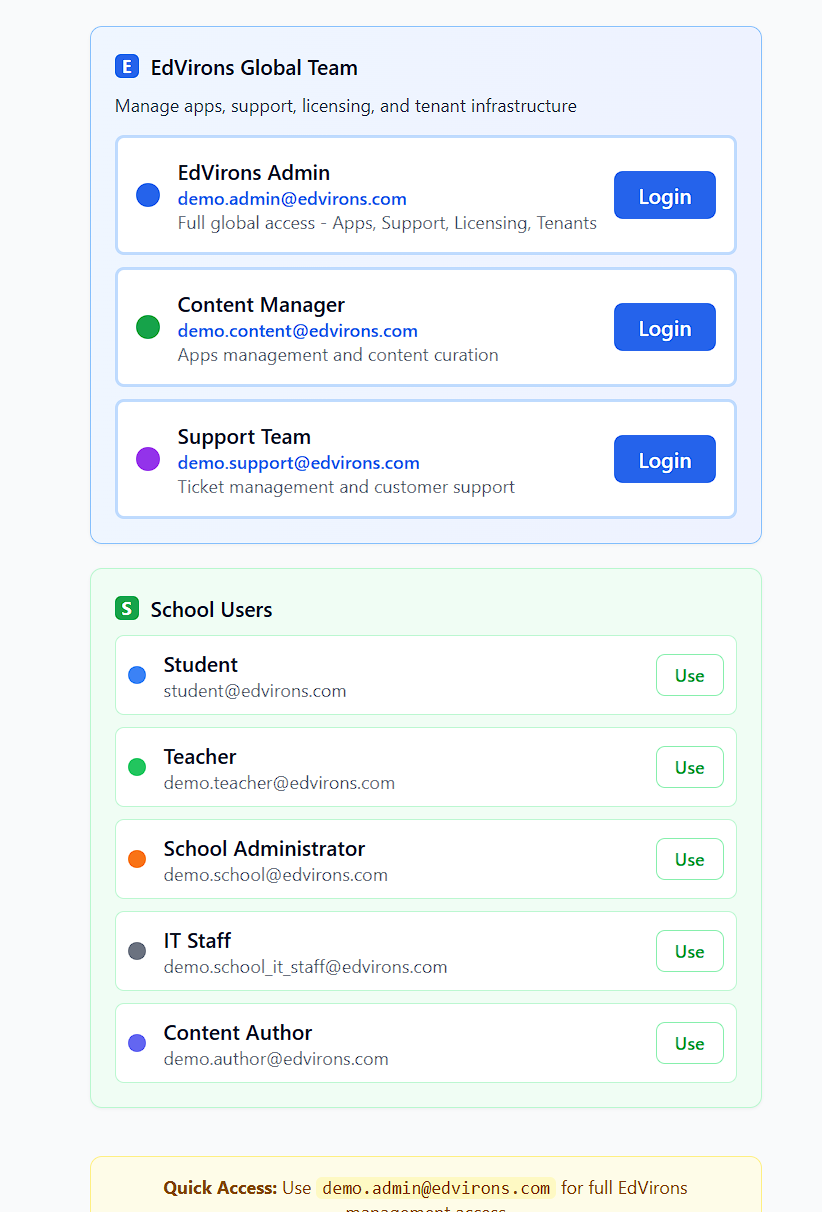 E EdVirons Global Team
Manage apps, support, licensing, and tenant infrastructure
EdVirons Admin
demo.admin@edvirons.com
Full global access - Apps, Support, Licensing, Tenants
Login
Content Manager
demo.content@edvirons.com
Apps management and content curation
Login
Support Team
demo.support@edvirons.com
Ticket management and customer support
Login
S School Users
Student
student@edvirons.com
Use
Teacher
demo.teacher@edvirons.com
Use
School Administrator
demo.school@edvirons.com
Use
IT Staff
demo.school_it_staff@edvirons.com
Use
Content Author
demo.author@edvirons.com
Use
Quick Access: Use demo.admin@edvirons.com for full EdVirons
management access